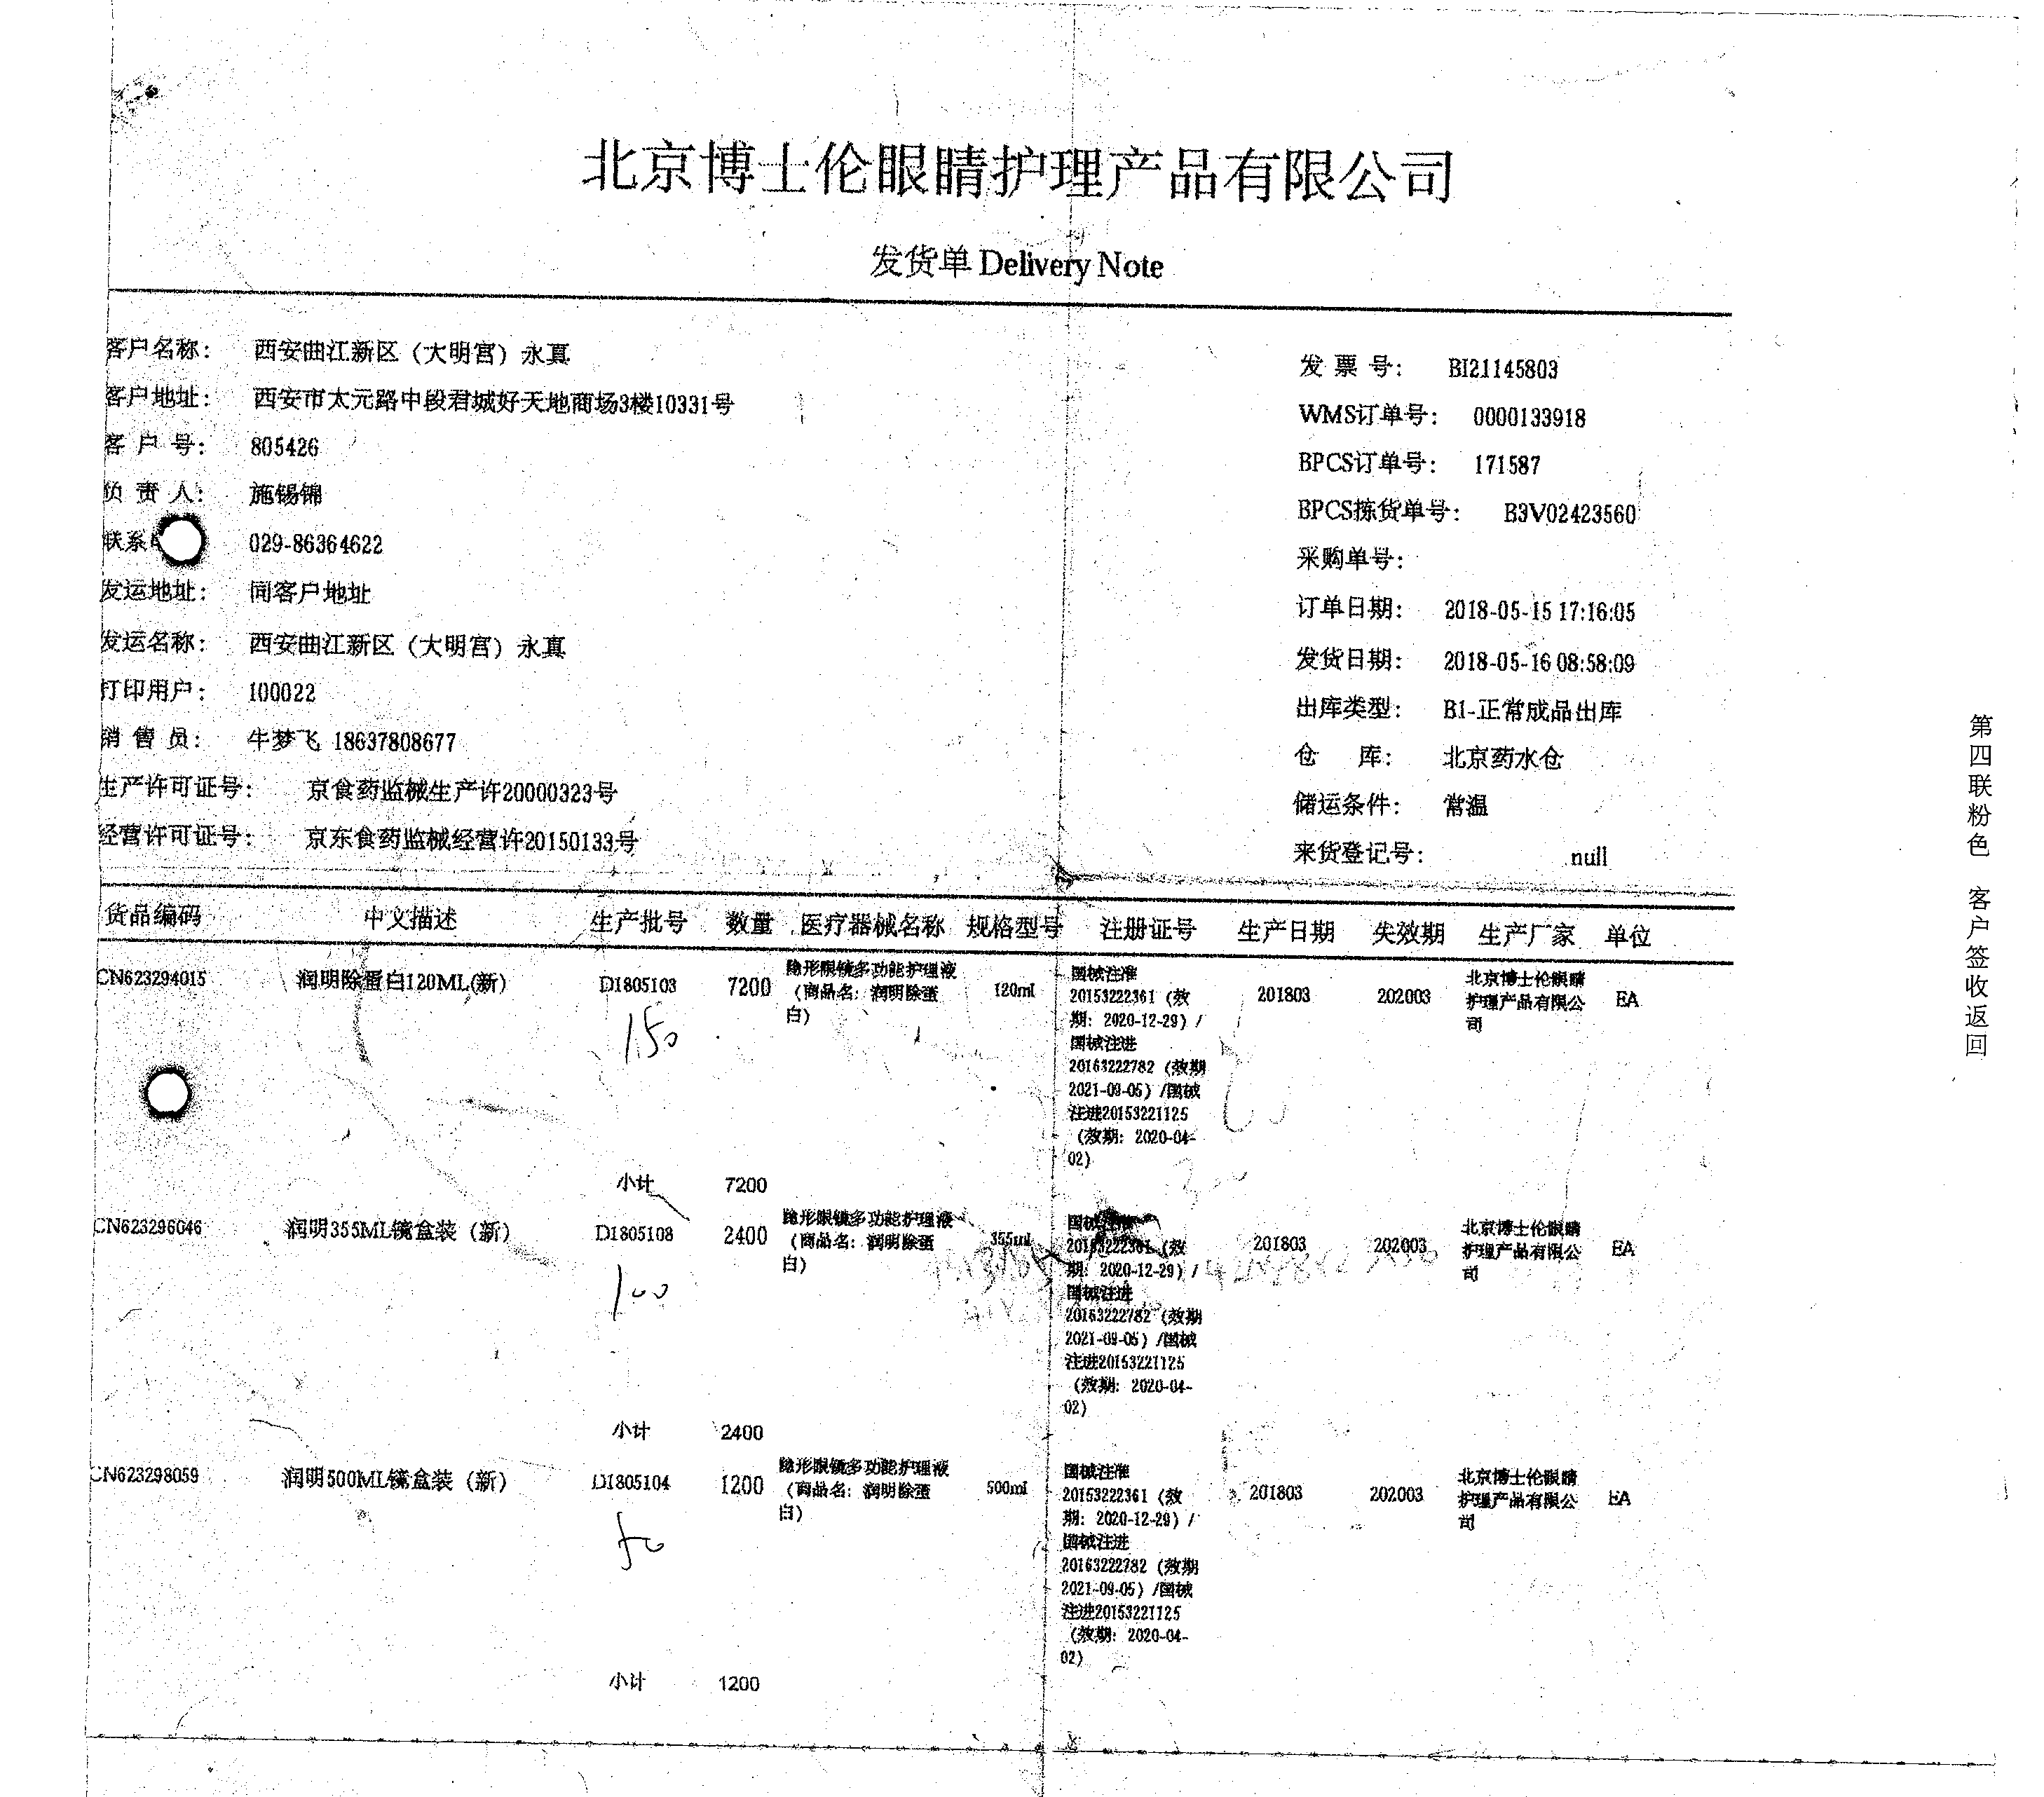 北京博士伦眼睛护理产品有限公司
发货单 Delivery Note
客户名称： 西安曲江新区（大明宫）永真
发 票 号： BI21145803
客户地址： 西安市太元路中段君城好天地商场3楼10331号
WMS订单号： 0000133918
客 户 号： 805426
BPCS订单号： 171587
负 责 人： 施锡锦
BPCS拣货单号： B3V02423560
联系 029-86364622
采购单号：
发运地址： 同客户地址
订单日期： 2018-05-15 17:16:05
发运名称： 西安曲江新区（大明宫）永真
发货日期： 2018-05-16 08:58:09
打印用户： 100022
出库类型： B1-正常成品出库
销 售 员： 牛梦飞 18637808677
仓 库： 北京药水仓
生产许可证号： 京食药监械生产许20000323号
储运条件： 常温
经营许可证号： 京东食药监械经营许20150133号
来货登记号： null
货品编码 中文描述 生产批号 数量 医疗器械名称 规格型号 注册证号 生产日期 失效期 生产厂家 单位
CN623294015 润明除蛋白120ML(新) D1805103 7200 隐形眼镜多功能护理液（商品名：润明除蛋白） 120ml 国械注准20153222361（效期：2020-12-29）/国械注进20163222782（效期2021-09-05）/国械注进20153221125（效期：2020-04-02） 201803 202003 北京博士伦眼睛护理产品有限公司 EA
150
小计 7200
300
CN623296046 润明355ML镜盒装（新） D1805108 2400 隐形眼镜多功能护理液（商品名：润明除蛋白） 355ml 国械注准20153222361（效期：2020-12-29）/国械注进20163222782（效期2021-09-05）/国械注进20153221125（效期：2020-04-02） 201803 202003 北京博士伦眼睛护理产品有限公司 EA
100
小计 2400
CN623298059 润明500ML镜盒装（新） D1805104 1200 隐形眼镜多功能护理液（商品名：润明除蛋白） 500ml 国械注准20153222361（效期：2020-12-29）/国械注进20163222782（效期2021-09-05）/国械注进20153221125（效期：2020-04-02） 201803 202003 北京博士伦眼睛护理产品有限公司 EA
50
小计 1200
第四联粉色 客户签收返回